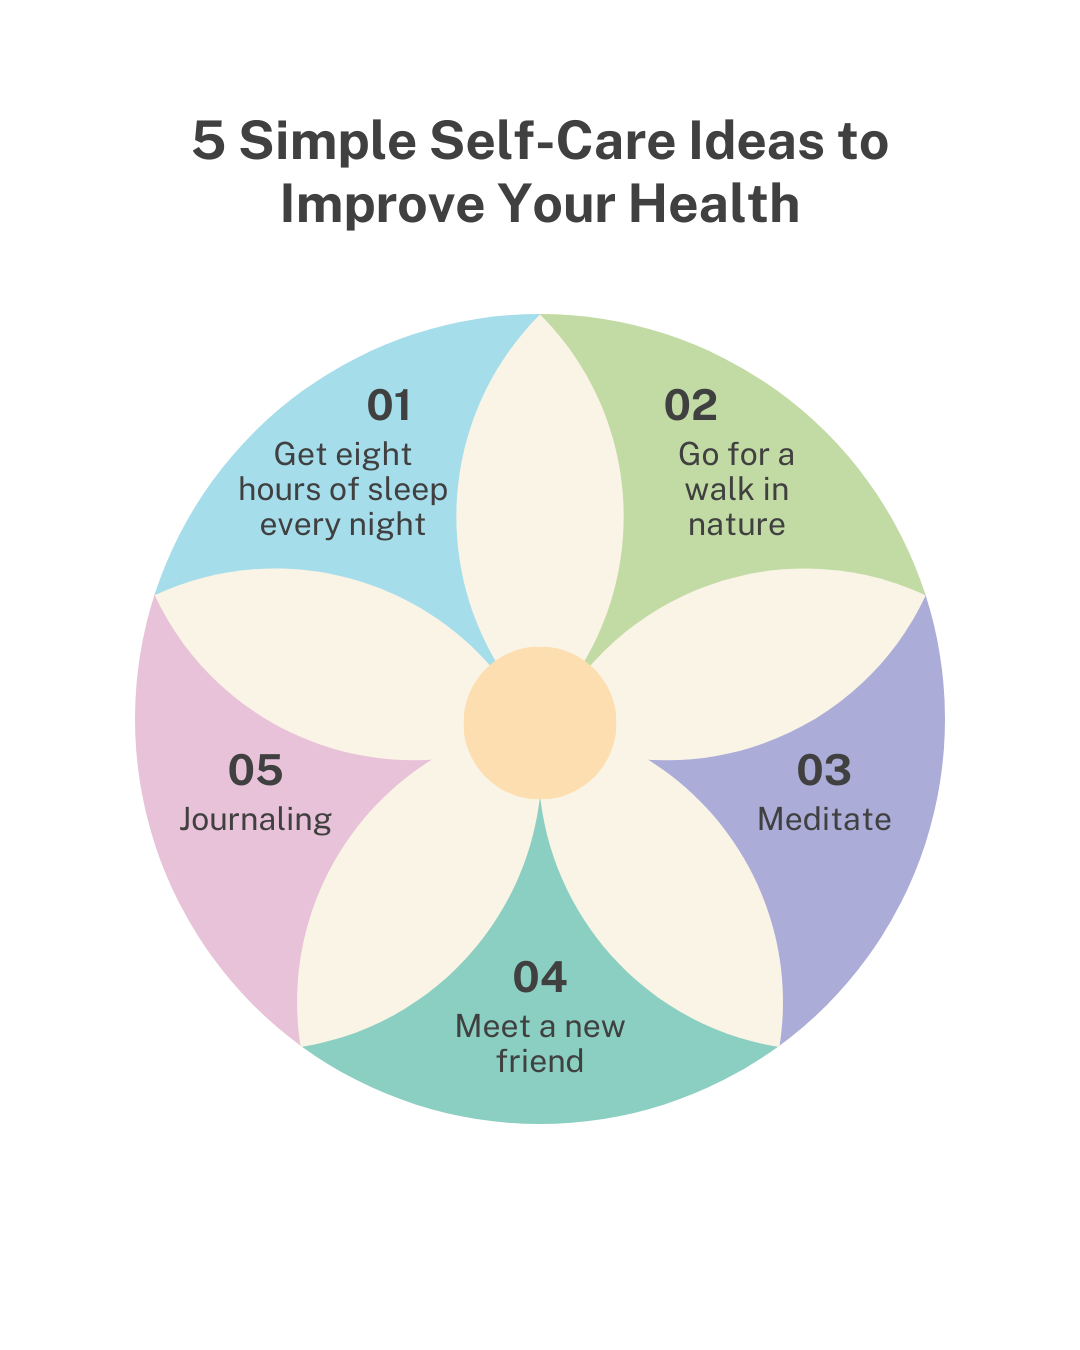 5 Simple Self-Care Ideas to
Improve Your Health
01
Get eight
hours of sleep
every night
02
Go for a
walk in
nature
03
Meditate
04
Meet a new
friend
05
Journaling